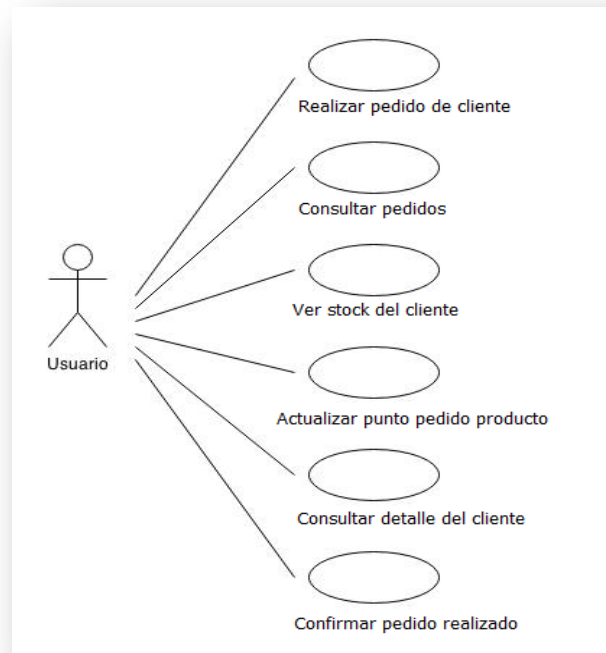 Realizar pedido de cliente
Consultar pedidos
Ver stock del cliente
Usuario
Actualizar punto pedido producto
Consultar detalle del cliente
Confirmar pedido realizado